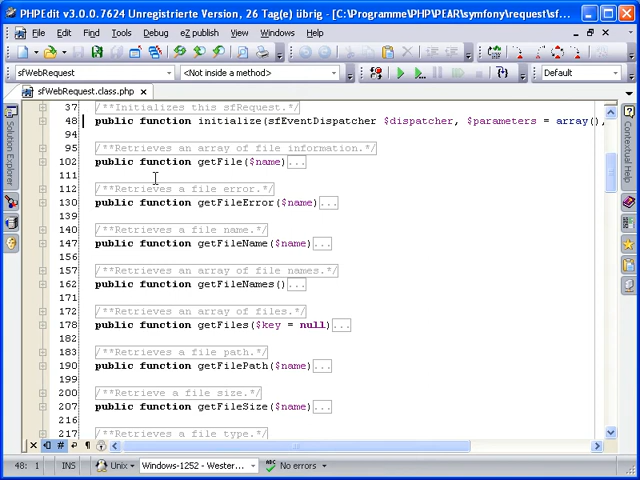 PHPEdit v3.0.0.7624 Unregistrierte Version, 26 Tag(e) übrig - [C:\Programme\PHP\PEAR\symfony\request\sf...
File Edit Find Tools Debug eZ publish View Windows Help
sfWebRequest <Not inside a method> Default
sfWebRequest.class.php
Solution Explorer
Contextual Help
37 /**Initializes this sfRequest.*/
48 public function initialize(sfEventDispatcher $dispatcher, $parameters = array(),
94
95 /**Retrieves an array of file information.*/
102 public function getFile($name)...
111
112 /**Retrieves a file error.*/
130 public function getFileError($name)...
139
140 /**Retrieves a file name.*/
147 public function getFileName($name)...
156
157 /**Retrieves an array of file names.*/
162 public function getFileNames()...
171
172 /**Retrieves an array of files.*/
178 public function getFiles($key = null)...
182
183 /**Retrieves a file path.*/
190 public function getFilePath($name)...
199
200 /**Retrieve a file size.*/
207 public function getFileSize($name)...
216
217 /**Retrieves a file type.*/
48: 1 INS Unix Windows-1252 - Wester... No errors